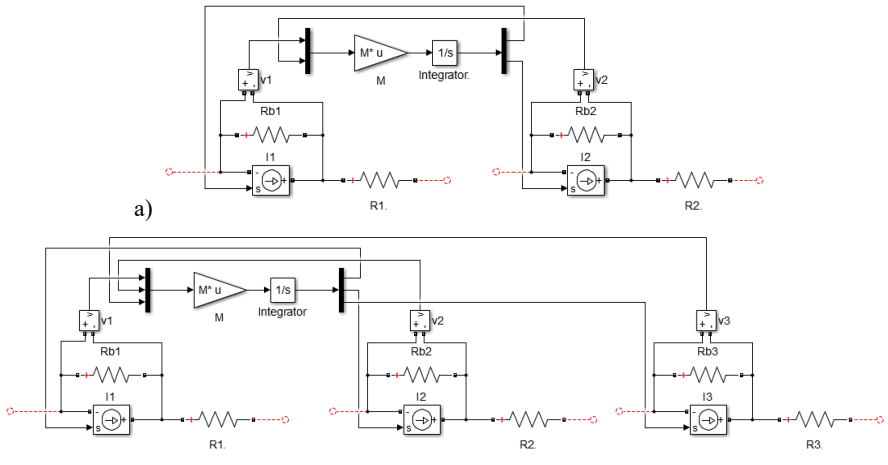 M* u
1/s
M
Integrator.
v1
+ - v
v2
+ - v
Rb1
Rb2
I1
I2
-
s
+
-
s
+
R1.
R2.
a)
M* u
1/s
M
Integrator
v1
+ - v
v2
+ - v
v3
+ - v
Rb1
Rb2
Rb3
I1
I2
I3
-
s
+
-
s
+
-
s
+
R1.
R2.
R3.